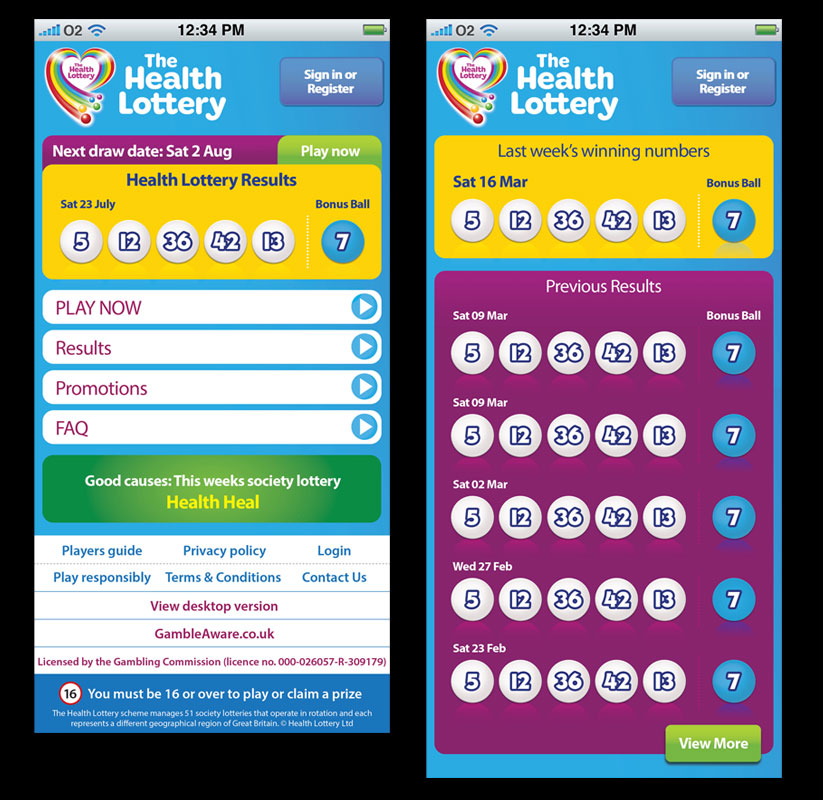 O2 12:34 PM
The Health Lottery
The
Health
Lottery
Sign in or
Register
Next draw date: Sat 2 Aug Play now
Health Lottery Results
Sat 23 July Bonus Ball
5 12 36 42 13 7
PLAY NOW
Results
Promotions
FAQ
Good causes: This weeks society lottery
Health Heal
Players guide Privacy policy Login
Play responsibly Terms & Conditions Contact Us
View desktop version
GambleAware.co.uk
Licensed by the Gambling Commission (licence no. 000-026057-R-309179)
16 You must be 16 or over to play or claim a prize
The Health Lottery scheme manages 51 society lotteries that operate in rotation and each
represents a different geographical region of Great Britain. © Health Lottery Ltd
O2 12:34 PM
The Health Lottery
The
Health
Lottery
Sign in or
Register
Last week's winning numbers
Sat 16 Mar Bonus Ball
5 12 36 42 13 7
Previous Results
Sat 09 Mar Bonus Ball
5 12 36 42 13 7
Sat 09 Mar
5 12 36 42 13 7
Sat 02 Mar
5 12 36 42 13 7
Wed 27 Feb
5 12 36 42 13 7
Sat 23 Feb
5 12 36 42 13 7
View More